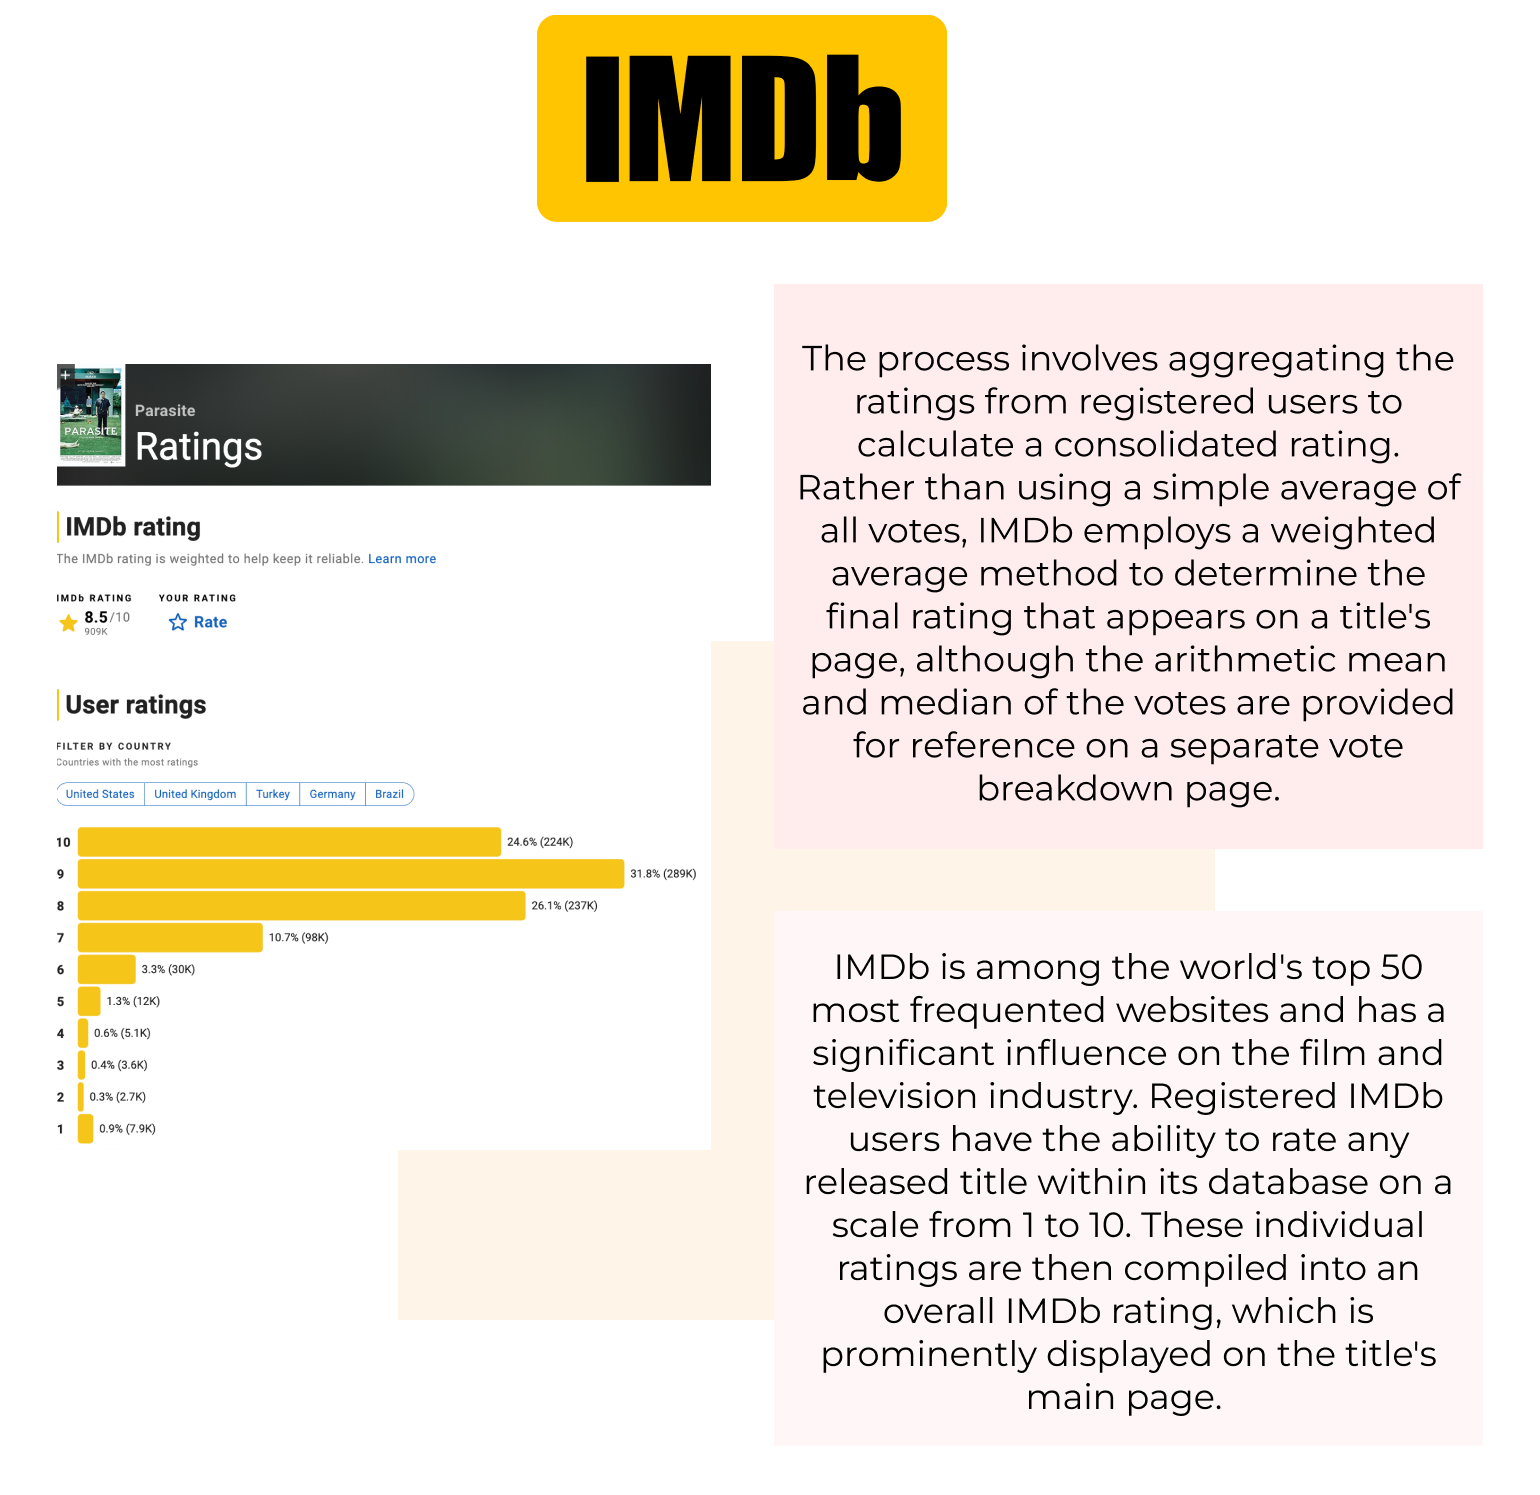 IMDb
+
PARASITE
Parasite
Ratings
IMDb rating
The IMDb rating is weighted to help keep it reliable. Learn more
IMDb RATING YOUR RATING
8.5/10 Rate
909K
User ratings
FILTER BY COUNTRY
Countries with the most ratings
United States United Kingdom Turkey Germany Brazil
10 24.6% (224K)
9 31.8% (289K)
8 26.1% (237K)
7 10.7% (98K)
6 3.3% (30K)
5 1.3% (12K)
4 0.6% (5.1K)
3 0.4% (3.6K)
2 0.3% (2.7K)
1 0.9% (7.9K)
The process involves aggregating the
ratings from registered users to
calculate a consolidated rating.
Rather than using a simple average of
all votes, IMDb employs a weighted
average method to determine the
final rating that appears on a title's
page, although the arithmetic mean
and median of the votes are provided
for reference on a separate vote
breakdown page.
IMDb is among the world's top 50
most frequented websites and has a
significant influence on the film and
television industry. Registered IMDb
users have the ability to rate any
released title within its database on a
scale from 1 to 10. These individual
ratings are then compiled into an
overall IMDb rating, which is
prominently displayed on the title's
main page.